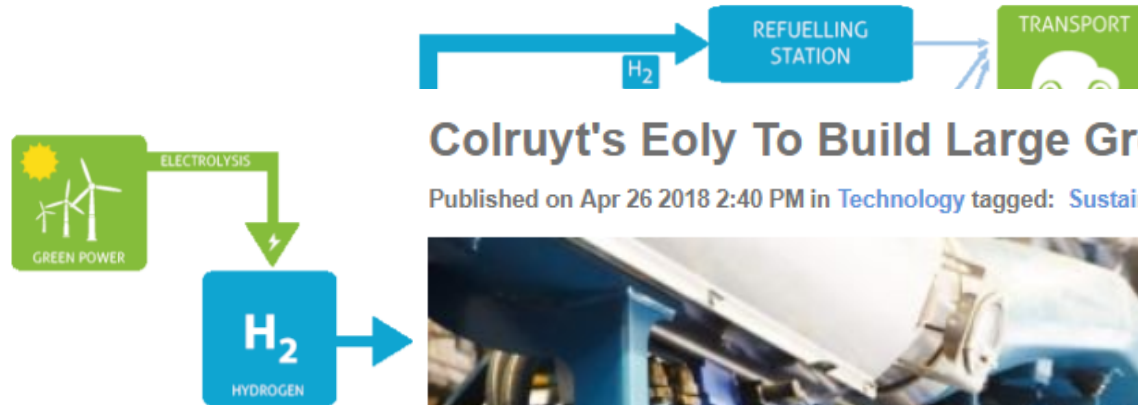 REFUELLING
STATION
TRANSPORT
H2
Colruyt's Eoly To Build Large
Published on Apr 26 2018 2:40 PM in Technology tagged:
ELECTROLYSIS
GREEN POWER
H2
HYDROGEN